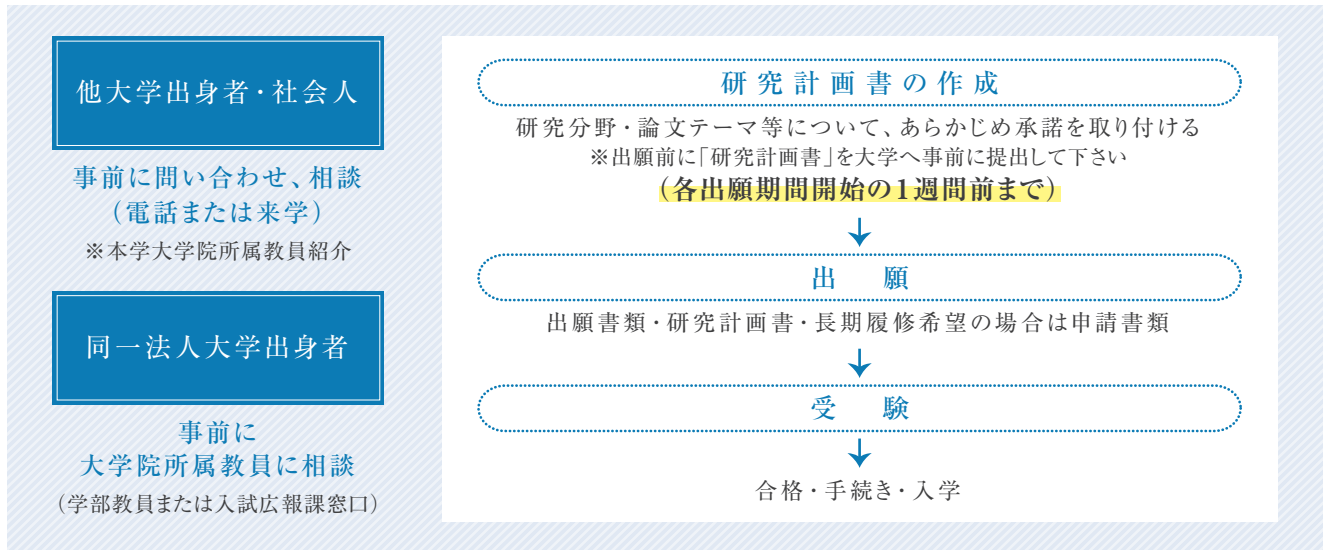 他大学出身者・社会人
事前に問い合わせ、相談
（電話または来学）
※本学大学院所属教員紹介
同一法人大学出身者
事前に
大学院所属教員に相談
（学部教員または入試広報課窓口）
研究計画書の作成
研究分野・論文テーマ等について、あらかじめ承諾を取り付ける
※出願前に「研究計画書」を大学へ事前に提出して下さい
（各出願期間開始の1週間前まで）
↓
出　願
出願書類・研究計画書・長期履修希望の場合は申請書類
↓
受　験
↓
合格・手続き・入学